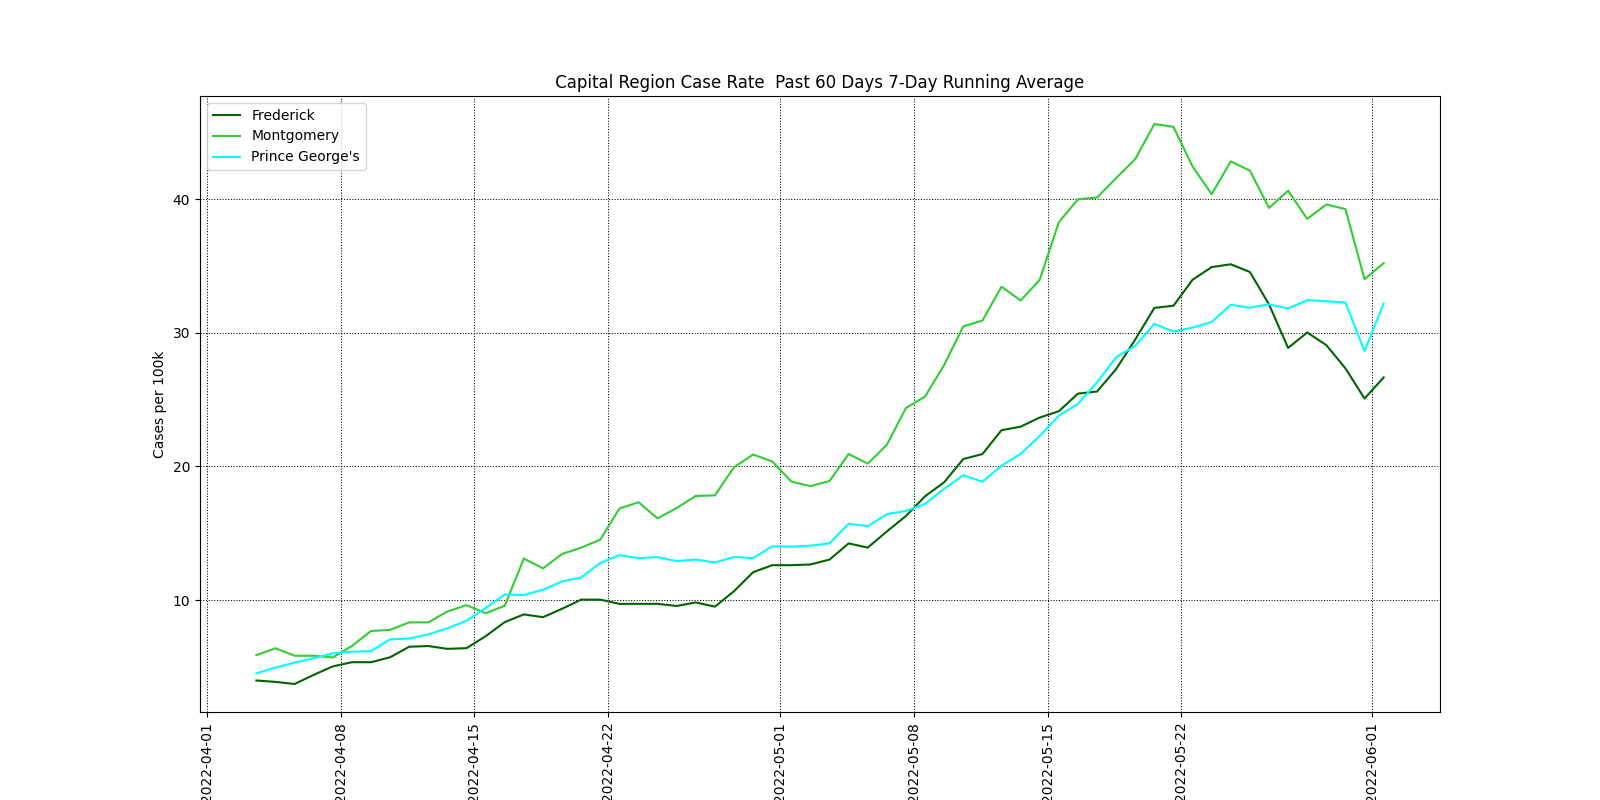 Capital Region Case Rate  Past 60 Days 7-Day Running Average
Frederick
Montgomery
Prince George's
Cases per 100k
40
30
20
10
2022-04-01
2022-04-08
2022-04-15
2022-04-22
2022-05-01
2022-05-08
2022-05-15
2022-05-22
2022-06-01